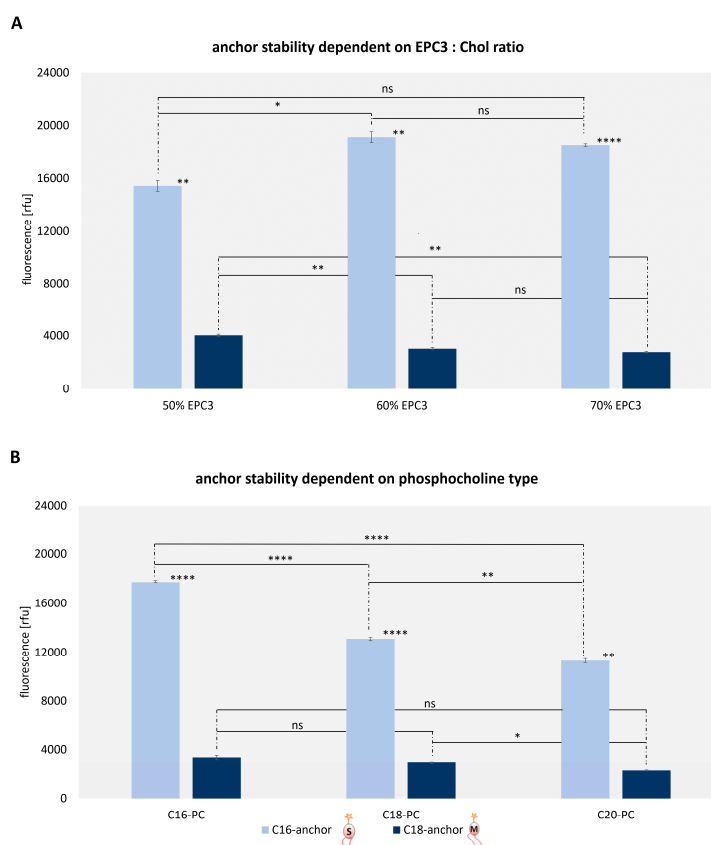 A
anchor stability dependent on EPC3 : Chol ratio
24000
ns
*
ns
20000
**
****
16000
**
fluorescence [rfu]
12000
**
**
8000
ns
4000
0
50% EPC3 60% EPC3 70% EPC3
B
anchor stability dependent on phosphocholine type
24000
****
20000
****
**
****
16000
fluorescence [rfu]
****
12000
**
8000
ns
ns
*
4000
0
C16-PC C18-PC C20-PC
C16-anchor S C18-anchor M